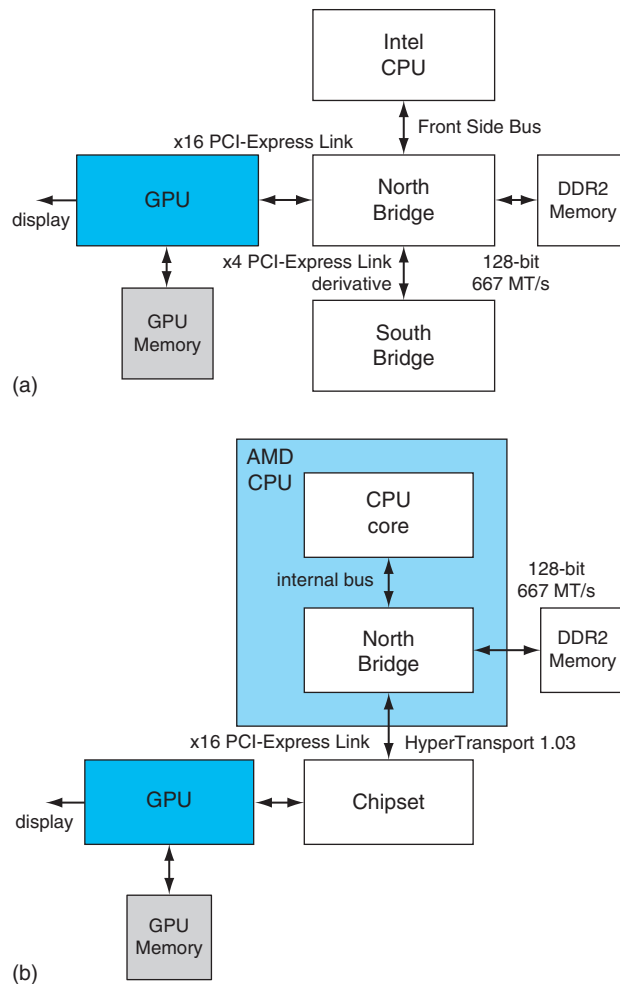 Intel
CPU
Front Side Bus
x16 PCI-Express Link
GPU
North
Bridge
DDR2
Memory
display
x4 PCI-Express Link
derivative
128-bit
667 MT/s
GPU
Memory
South
Bridge
(a)
AMD
CPU
CPU
core
internal bus
128-bit
667 MT/s
North
Bridge
DDR2
Memory
x16 PCI-Express Link
HyperTransport 1.03
GPU
Chipset
display
GPU
Memory
(b)